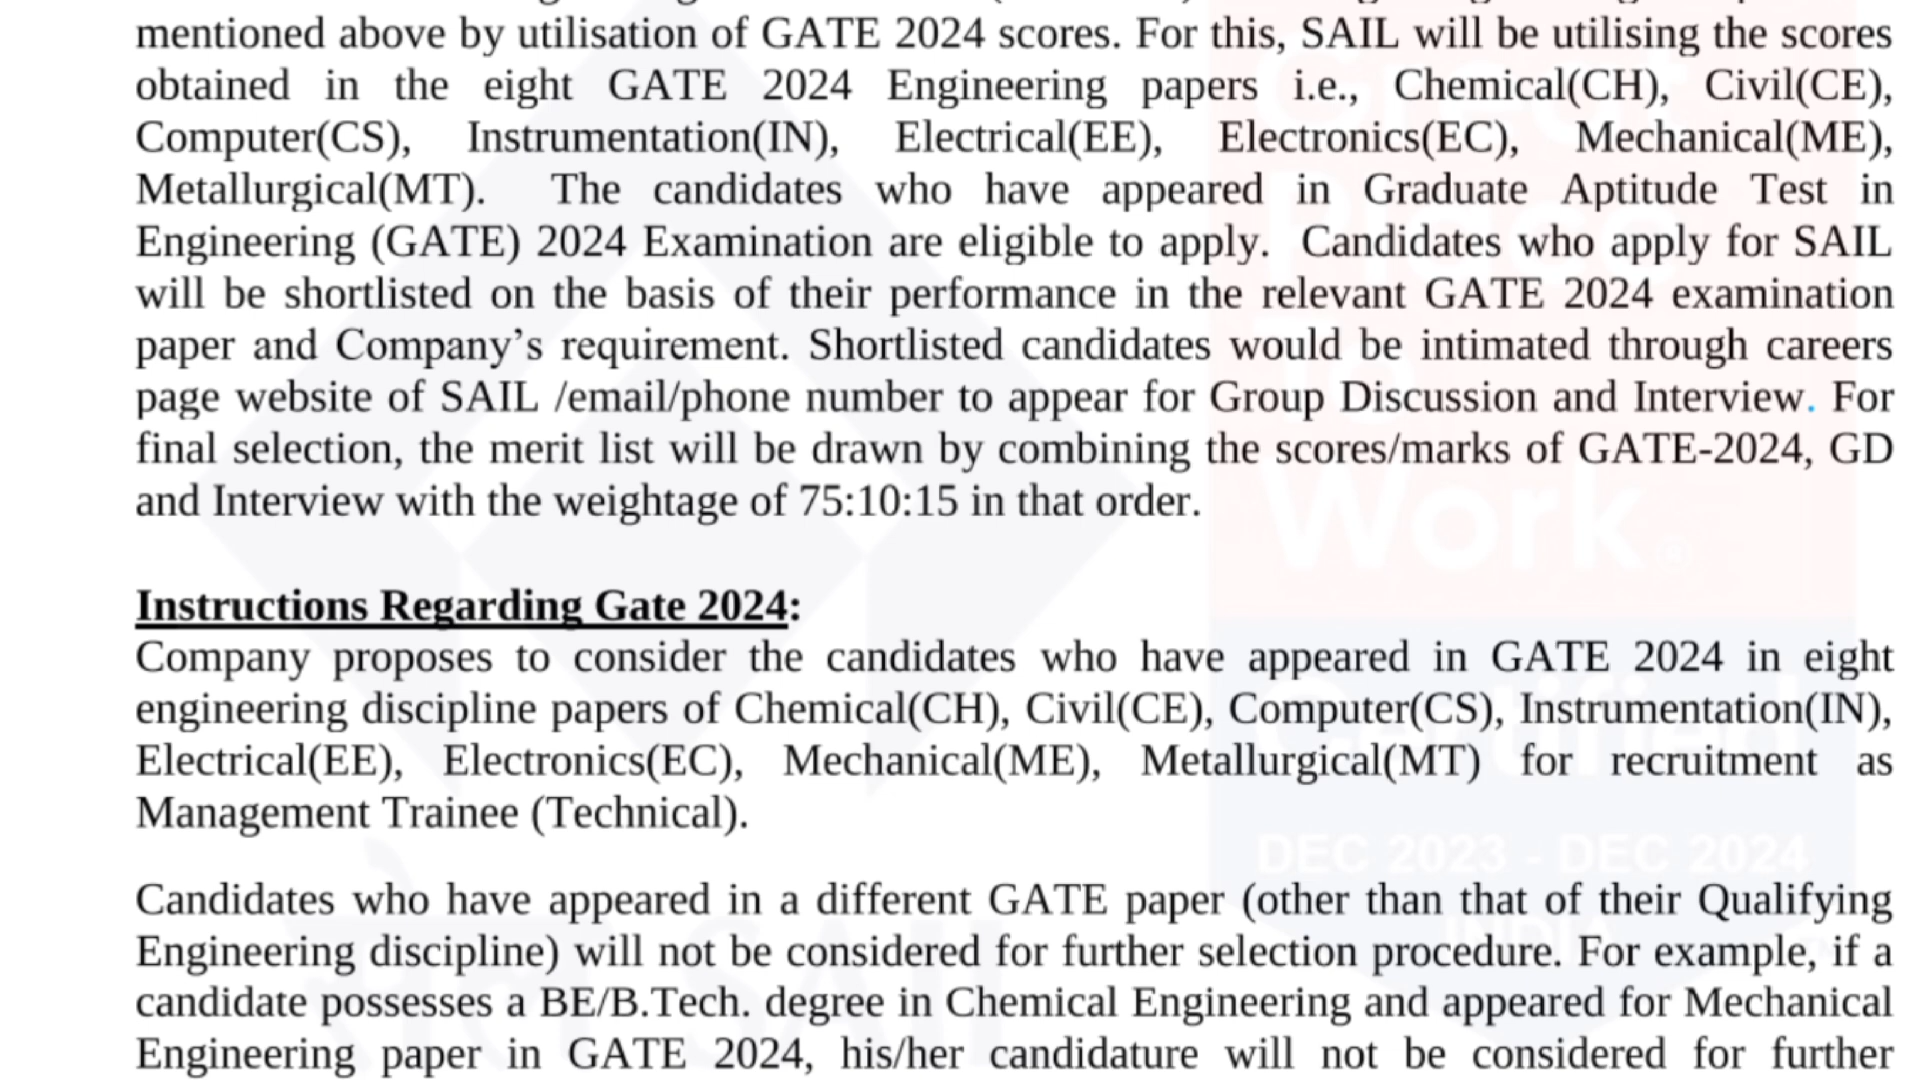 mentioned above by utilisation of GATE 2024 scores. For this, SAIL will be utilising the scores
obtained in the eight GATE 2024 Engineering papers i.e., Chemical(CH), Civil(CE),
Computer(CS), Instrumentation(IN), Electrical(EE), Electronics(EC), Mechanical(ME),
Metallurgical(MT). The candidates who have appeared in Graduate Aptitude Test in
Engineering (GATE) 2024 Examination are eligible to apply. Candidates who apply for SAIL
will be shortlisted on the basis of their performance in the relevant GATE 2024 examination
paper and Company’s requirement. Shortlisted candidates would be intimated through careers
page website of SAIL /email/phone number to appear for Group Discussion and Interview. For
final selection, the merit list will be drawn by combining the scores/marks of GATE-2024, GD
and Interview with the weightage of 75:10:15 in that order.
Work.
Instructions Regarding Gate 2024:
Company proposes to consider the candidates who have appeared in GATE 2024 in eight
engineering discipline papers of Chemical(CH), Civil(CE), Computer(CS), Instrumentation(IN),
Electrical(EE), Electronics(EC), Mechanical(ME), Metallurgical(MT) for recruitment as
Management Trainee (Technical).
DEC 2023 - DEC 2024
Candidates who have appeared in a different GATE paper (other than that of their Qualifying
Engineering discipline) will not be considered for further selection procedure. For example, if a
candidate possesses a BE/B.Tech. degree in Chemical Engineering and appeared for Mechanical
Engineering paper in GATE 2024, his/her candidature will not be considered for further